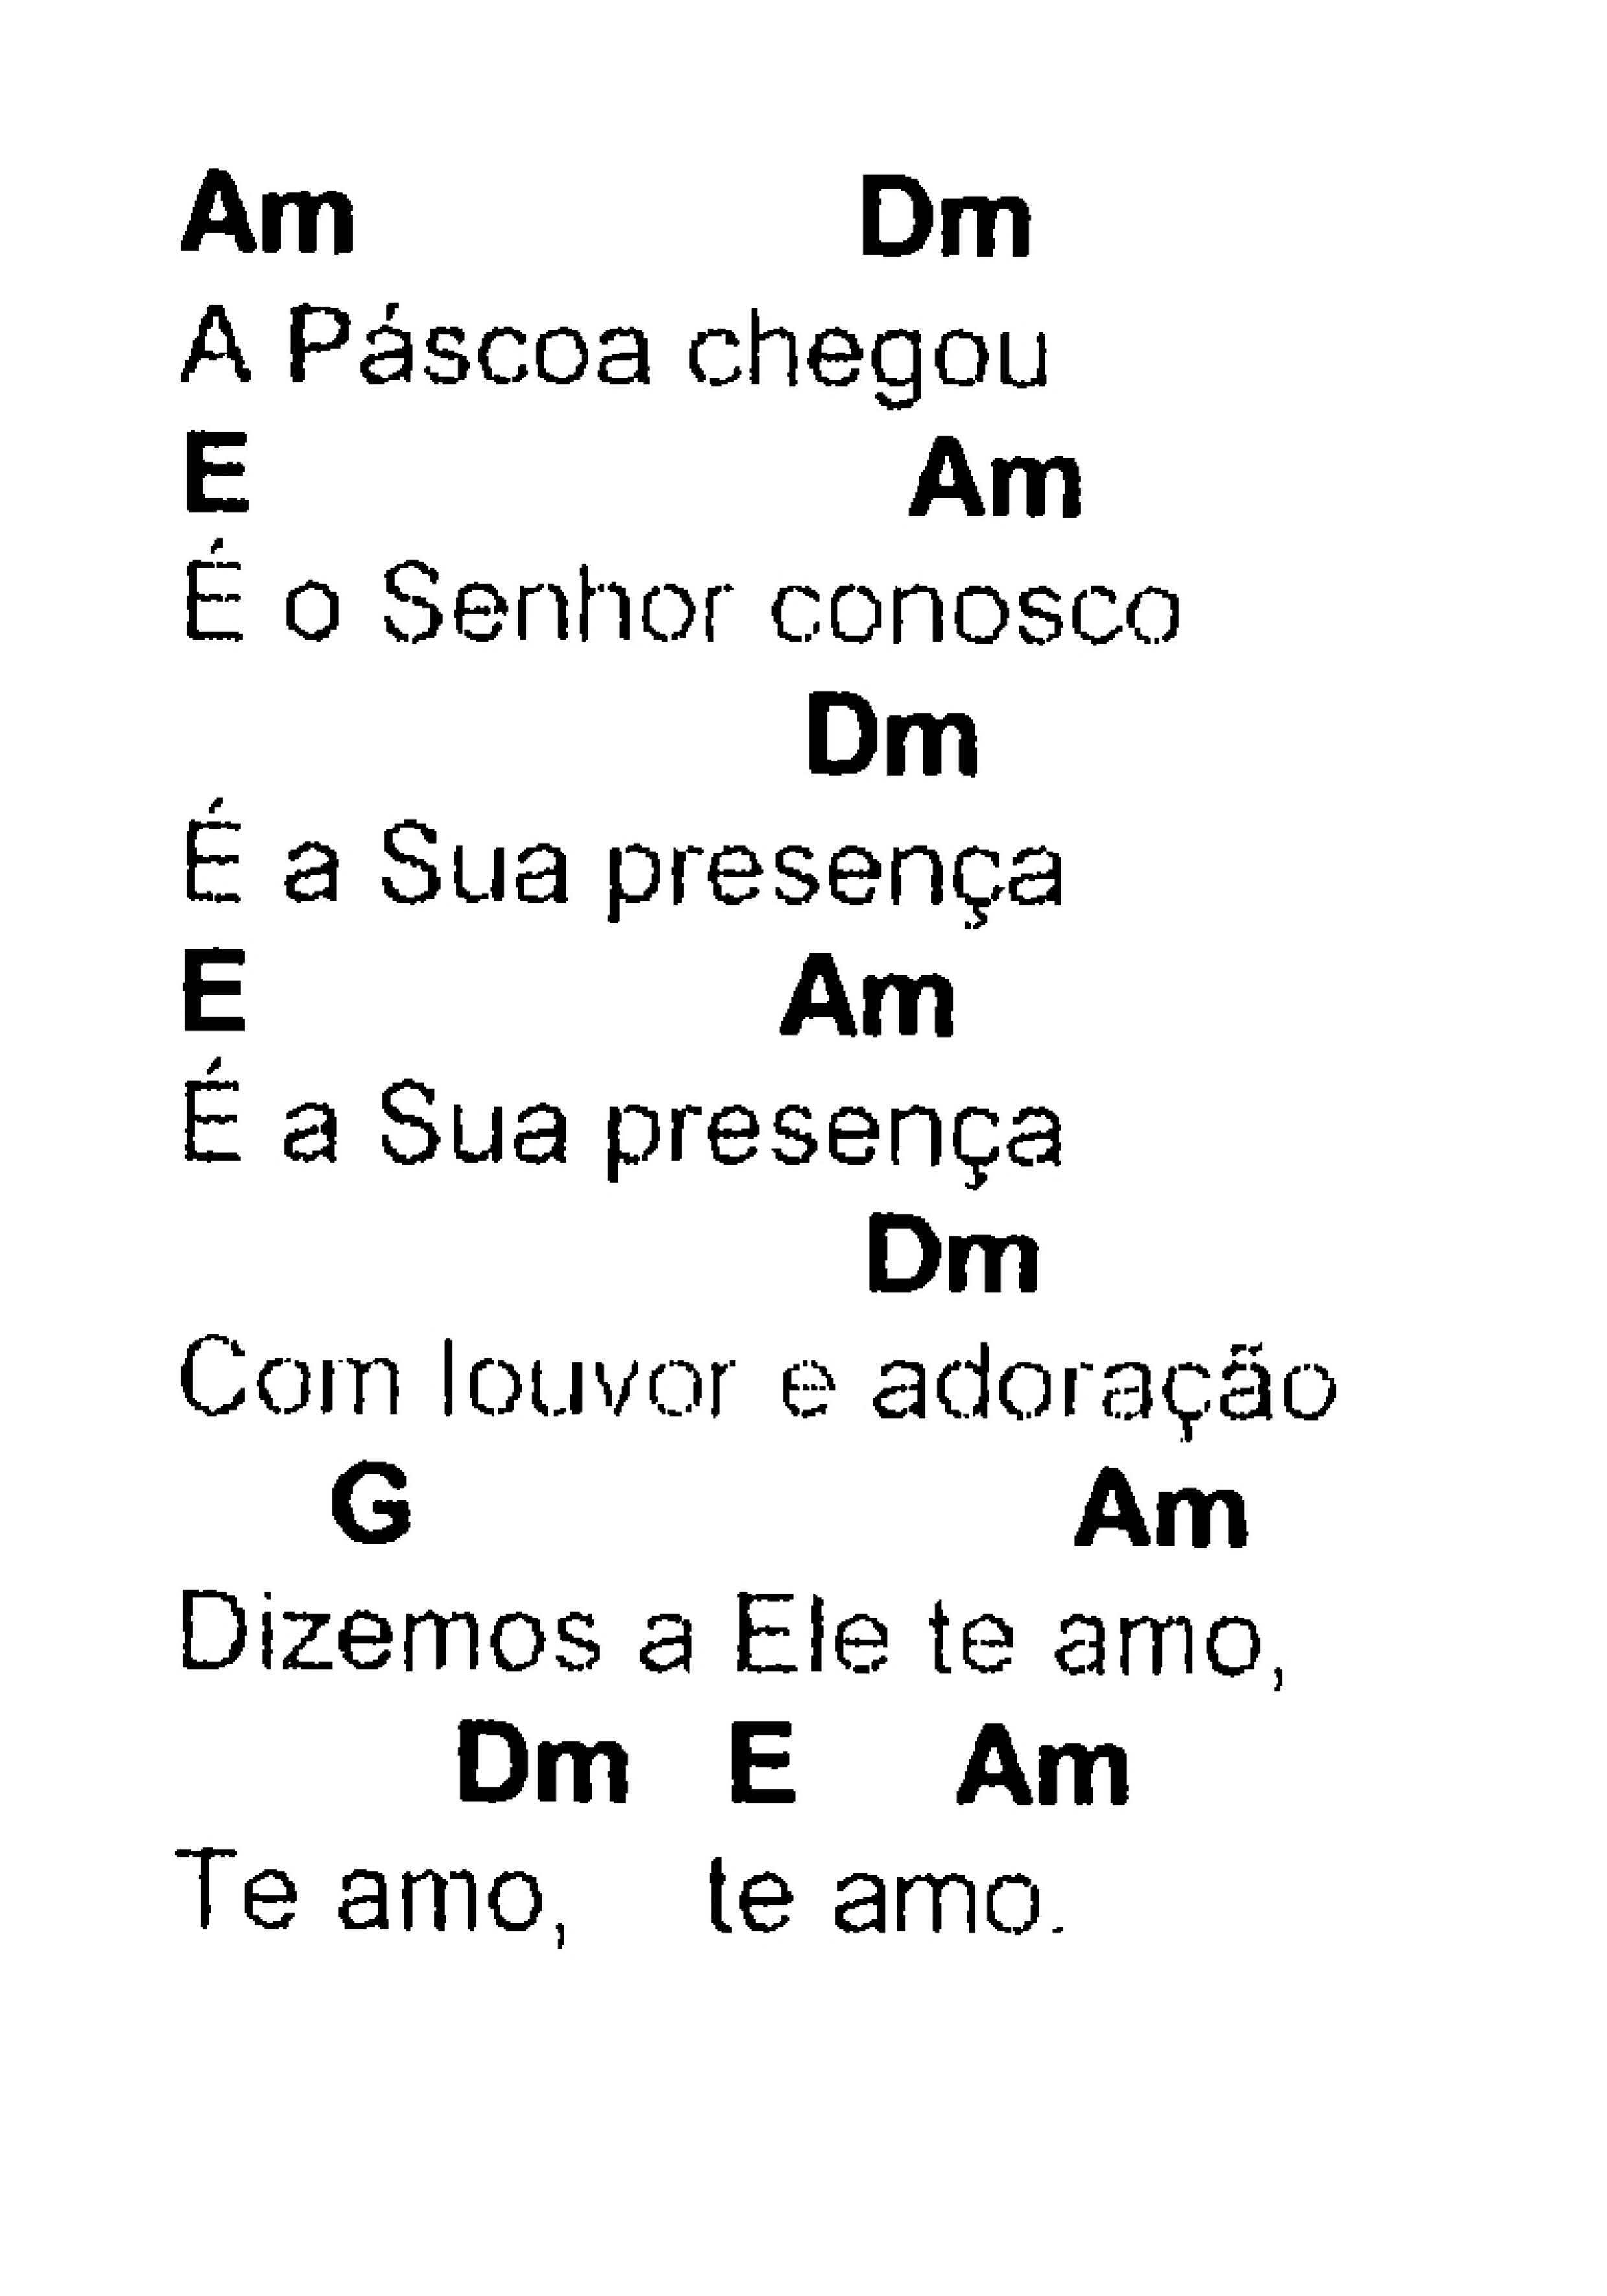 Am Dm
A Páscoa chegou
E Am
É o Senhor conosco
Dm
É a Sua presença
E Am
É a Sua presença
Dm
Com louvor e adoração
G Am
Dizemos a Ele te amo,
Dm E Am
Te amo, te amo.